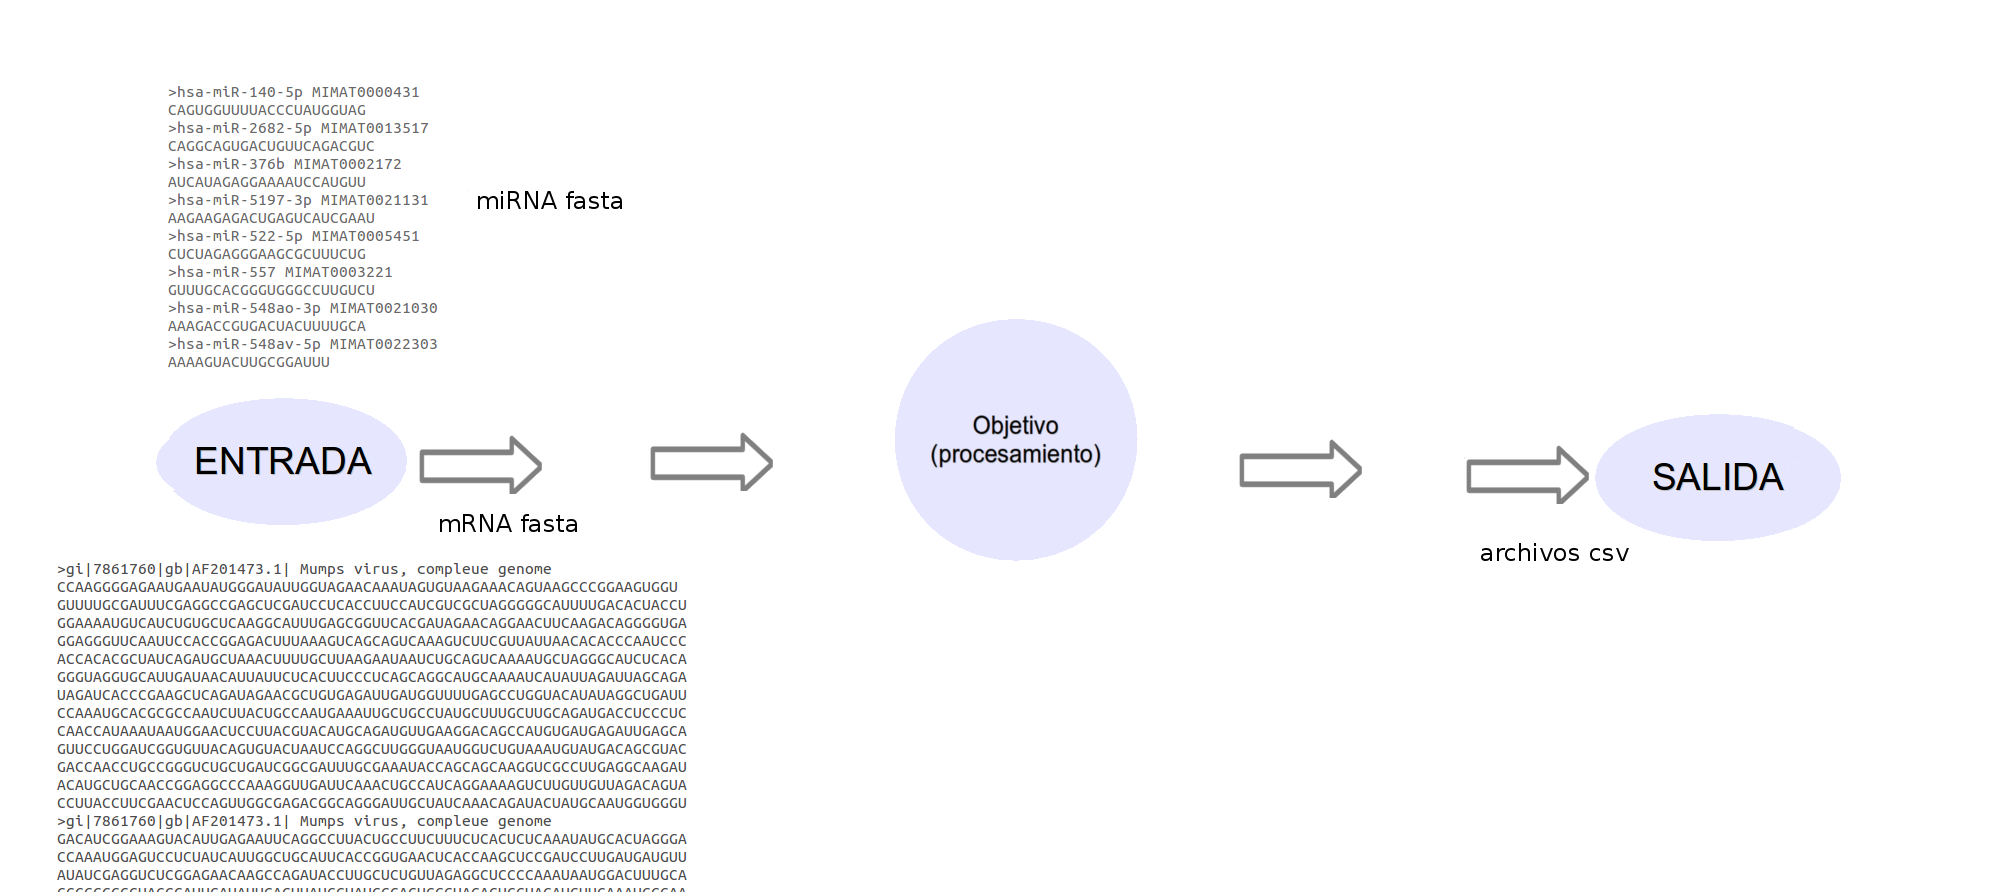 >hsa-miR-140-5p MIMAT0000431
CAGUGGUUUUACCCUAUGGUAG
>hsa-miR-2682-5p MIMAT0013517
CAGGCAGUGACUGUUCAGACGUC
>hsa-miR-376b MIMAT0002172
AUCAUAGAGGAAAAUCCAUGUU
>hsa-miR-5197-3p MIMAT0021131
AAGAAGAGACUGAGUCAUCGAAU
>hsa-miR-522-5p MIMAT0005451
CUCUAGAGGGAAGCGCUUUCUG
>hsa-miR-557 MIMAT0003221
GUUUGCACGGGUGGGCCUUGUCU
>hsa-miR-548ao-3p MIMAT0021030
AAAGACCGUGACUACUUUUGCA
>hsa-miR-548av-5p MIMAT0022303
AAAAGUACUUGCGGAUUU
miRNA fasta
ENTRADA
mRNA fasta
Objetivo
(procesamiento)
SALIDA
archivos csv
>gi|7861760|gb|AF201473.1| Mumps virus, compleue genome
CCAAGGGGAGAAUGAAUAUGGGAUAUUGGUAGAACAAAUAGUGUAAGAAACAGUAAGCCCGGAAGUGGU
GUUUUGCGAUUUCGAGGCCGAGCUCGAUCCUCACCUUCCAUCGUCGCUAGGGGGCAUUUUGACACUACCU
GGAAAAUGUCAUCUGUGCUCAAGGCAUUUGAGCGGUUCACGAUAGAACAGGAACUUCAAGACAGGGGUGA
GGAGGGUUCAAUUCCACCGGAGACUUUAAAGUCAGCAGUCAAAGUCUUCGUUAUUAACACACCCAAUCCC
ACCACACGCUAUCAGAUGCUAAACUUUUGCUUAAGAAUAAUCUGCAGUCAAAAUGCUAGGGCAUCUCACA
GGGUAGGUGCAUUGAUAACAUUAUUCUCACUUCCCUCAGCAGGCAUGCAAAAUCAUAUUAGAUUAGCAGA
UAGAUCACCCGAAGCUCAGAUAGAACGCUGUGAGAUUGAUGGUUUUGAGCCUGGUACAUAUAGGCUGAUU
CCAAAUGCACGCGCCAAUCUUACUGCCAAUGAAAUUGCUGCCUAUGCUUUGCUUGCAGAUGACCUCCCUC
CAACCAUAAAUAAUGGAACUCCUUACGUACAUGCAGAUGUUGAAGGACAGCCAUGUGAUGAGAUUGAGCA
GUUCCUGGAUCGGUGUUACAGUGUACUAAUCCAGGCUUGGGUAAUGGUCUGUAAAUGUAUGACAGCGUAC
GACCAACCUGCCGGGUCUGCUGAUCGGCGAUUUGCGAAAUACCAGCAGCAAGGUCGCCUUGAGGCAAGAU
ACAUGCUGCAACCGGAGGCCCAAAGGUUGAUUCAAACUGCCAUCAGGAAAAGUCUUGUUGUUAGACAGUA
CCUUACCUUCGAACUCCAGUUGGCGAGACGGCAGGGAUUGCUAUCAAACAGAUACUAUGCAAUGGUGGGU
>gi|7861760|gb|AF201473.1| Mumps virus, compleue genome
GACAUCGGAAAGUACAUUGAGAAUUCAGGCCUUACUGCCUUCUUUCUCACUCUCAAAUAUGCACUAGGGA
CCAAAUGGAGUCCUCUAUCAUUGGCUGCAUUCACCGGUGAACUCACCAAGCUCCGAUCCUUGAUGAUGUU
AUAUCGAGGUCUCGGAGAACAAGCCAGAUACCUUGCUCUGUUAGAGGCUCCCCAAAUAAUGGACUUUGCA